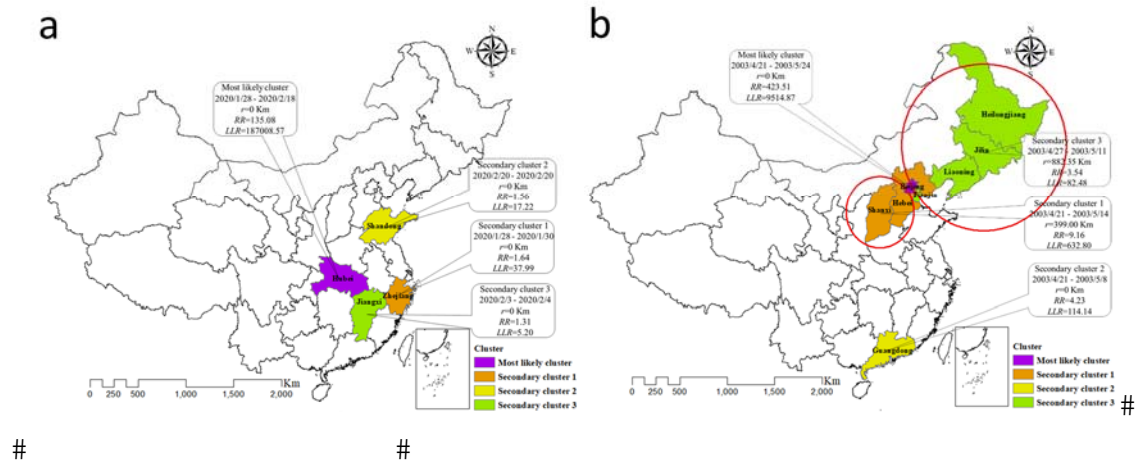 a
N
W E
S
Most likely cluster
2020/1/28 - 2020/2/18
r=0 Km
RR=135.08
LLR=187008.57
Secondary cluster 2
2020/2/20 - 2020/2/20
r=0 Km
RR=1.56
LLR=17.22
Shandong
Secondary cluster 1
2020/1/28 - 2020/1/30
r=0 Km
RR=1.64
LLR=37.99
Hubei
Zhejiang
Jiangxi
Secondary cluster 3
2020/2/3 - 2020/2/4
r=0 Km
RR=1.31
LLR=5.20
Cluster
Most likely cluster
Secondary cluster 1
Secondary cluster 2
Secondary cluster 3
Km
0 250 500 1,000 1,500 2,000
b
N
W E
S
Most likely cluster
2003/4/21 - 2003/5/24
r=0 Km
RR=423.51
LLR=9514.87
Heilongjiang
Jilin
Liaoning
Secondary cluster 3
2003/4/27 - 2003/5/11
r=882.35 Km
RR=3.54
LLR=82.48
Beijing
Tianjin
Hebei
Shanxi
Secondary cluster 1
2003/4/21 - 2003/5/14
r=399.00 Km
RR=9.16
LLR=632.80
Secondary cluster 2
2003/4/21 - 2003/5/8
r=0 Km
RR=4.23
LLR=114.14
Guangdong
Cluster
Most likely cluster
Secondary cluster 1
Secondary cluster 2
Secondary cluster 3
Km
0 250 500 1,000 1,500 2,000
#
# #